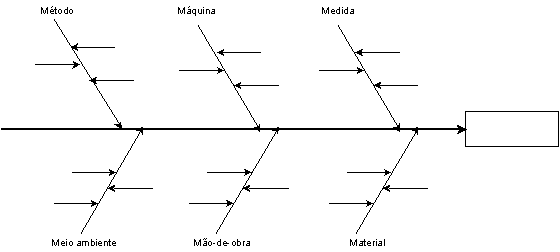 Método
Máquina
Medida
Meio ambiente
Mão-de-obra
Material